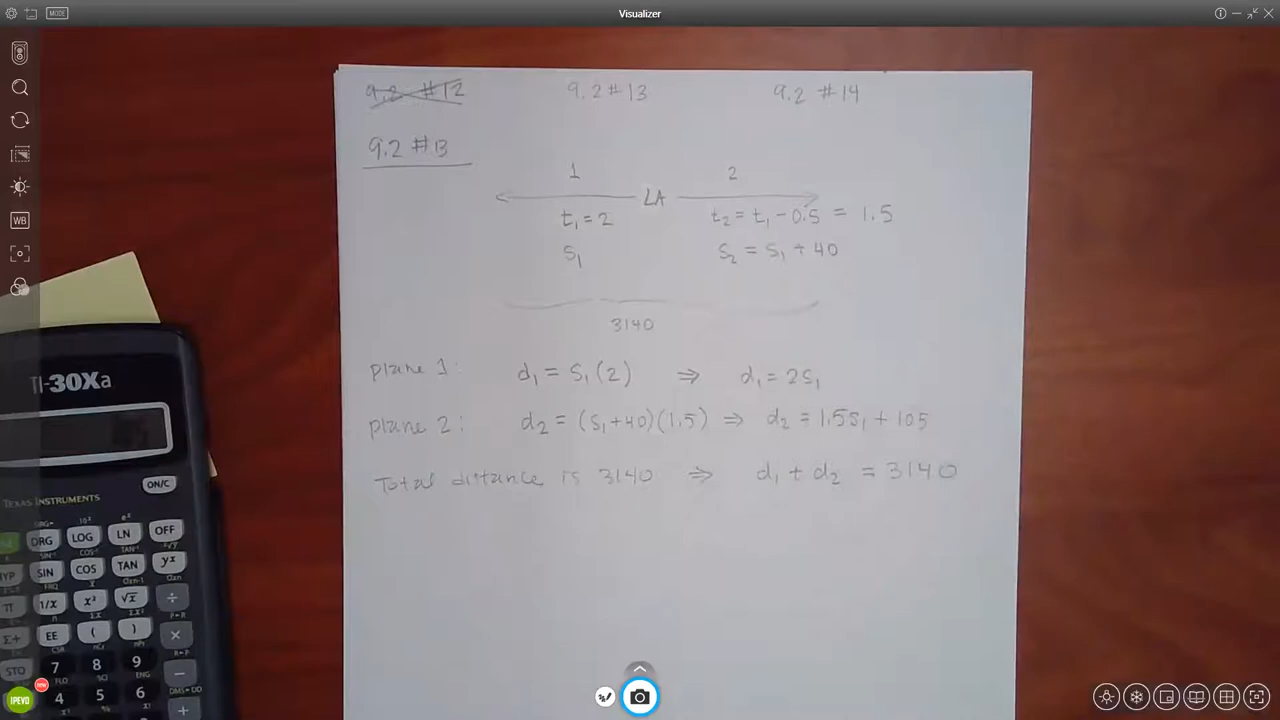 MODE
Visualizer
9.2 #12 9.2 #13 9.2 #14
9.2 #13
1 2
LA
t₁ = 2 t₂ = t₁ - 0.5 = 1.5
s₁ s₂ = s₁ + 40
3140
plane 1: d₁ = s₁(2) ⇒ d₁ = 2s₁
plane 2: d₂ = (s₁+40)(1.5) ⇒ d₂ = 1.5s₁ + 105
Total distance is 3140 ⇒ d₁ + d₂ = 3140
WB
TI-30Xa
TEXAS INSTRUMENTS
ON/C
DRG LOG LN OFF
SIN COS TAN yˣ
π 1/x x² √x ÷
Σ+ EE ( ) ×
STO 7 8 9 −
4 5 6 +
IPEVO
new